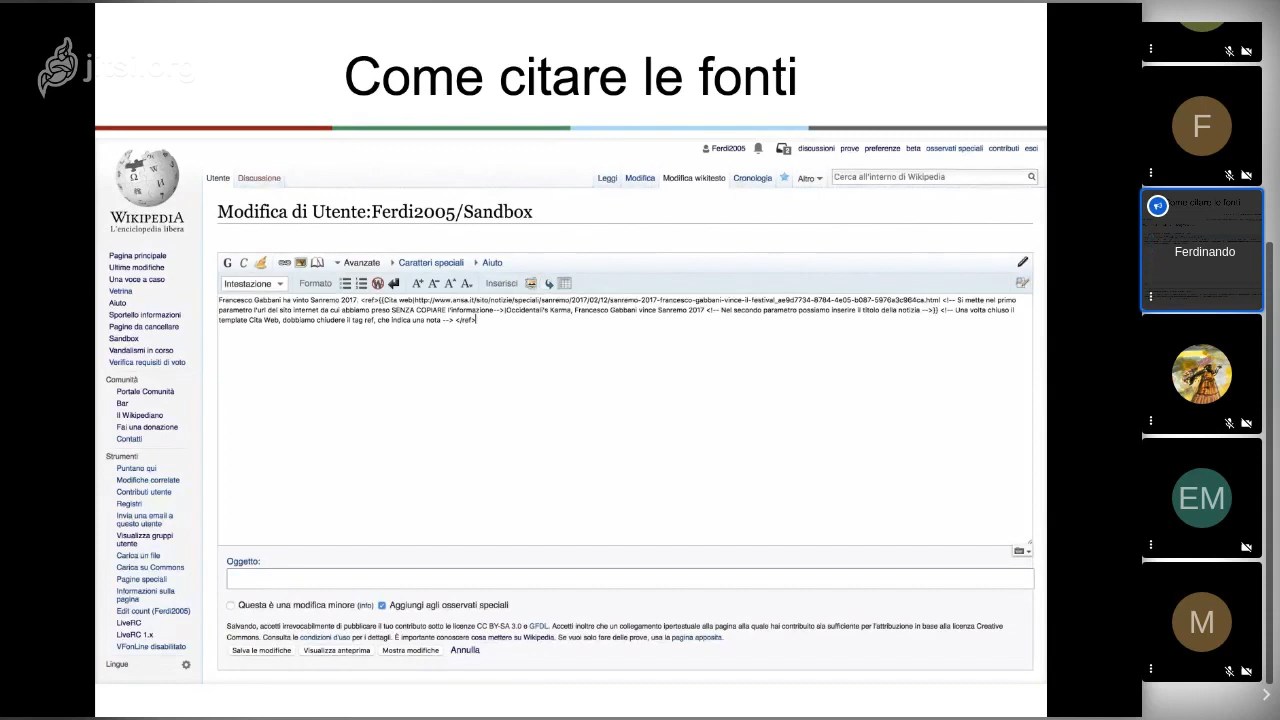 jitsi.org
Come citare le fonti
Ferdi2005 discussioni prove preferenze beta osservati speciali contributi esci
Utente Discussione Leggi Modifica Modifica wikitesto Cronologia Altro Cerca all'interno di Wikipedia
WIKIPEDIA
L'enciclopedia libera
Modifica di Utente:Ferdi2005/Sandbox
Pagina principale
Ultime modifiche
Una voce a caso
Vetrina
Aiuto
Sportello informazioni
Pagine da cancellare
Sandbox
Vandalismi in corso
Verifica requisiti di voto
Comunità
Portale Comunità
Bar
Il Wikipediano
Fai una donazione
Contatti
Strumenti
Puntano qui
Modifiche correlate
Contributi utente
Registri
Invia una email a
questo utente
Visualizza gruppi
utente
Carica un file
Carica su Commons
Pagine speciali
Informazioni sulla
pagina
Edit count (Ferdi2005)
LiveRC
LiveRC 1.x
VFonLine disabilitato
Lingue
G C Avanzate Caratteri speciali Aiuto
Intestazione Formato Inserisci
Francesco Gabbani ha vinto Sanremo 2017. <ref>{{Cita web|http://www.ansa.it/sito/notizie/speciali/sanremo/2017/02/12/sanremo-2017-francesco-gabbani-vince-il-festival_ae9d7734-8784-4e05-b087-5976a3c964ca.html <!-- Si mette nel primo
parametro l'url del sito internet da cui abbiamo preso SENZA COPIARE l'informazione-->|Occidentali's Karma, Francesco Gabbani vince Sanremo 2017 <!-- Nel secondo parametro possiamo inserire il titolo della notizia -->}} <!-- Una volta chiuso il
template Cita Web, dobbiamo chiudere il tag ref, che indica una nota --> </ref>
Oggetto:
Questa è una modifica minore (info) Aggiungi agli osservati speciali
Salvando, accetti irrevocabilmente di pubblicare il tuo contributo sotto le licenze CC BY-SA 3.0 e GFDL. Accetti inoltre che un collegamento ipertestuale alla pagina alla quale hai contribuito sia sufficiente per l'attribuzione in base alla licenza Creative
Commons. Consulta le condizioni d'uso per i dettagli. È importante conoscere cosa mettere su Wikipedia. Se vuoi solo fare delle prove, usa la pagina apposita.
Salva le modifiche Visualizza anteprima Mostra modifiche Annulla
F
Come citare le fonti
Ferdinando
EM
M